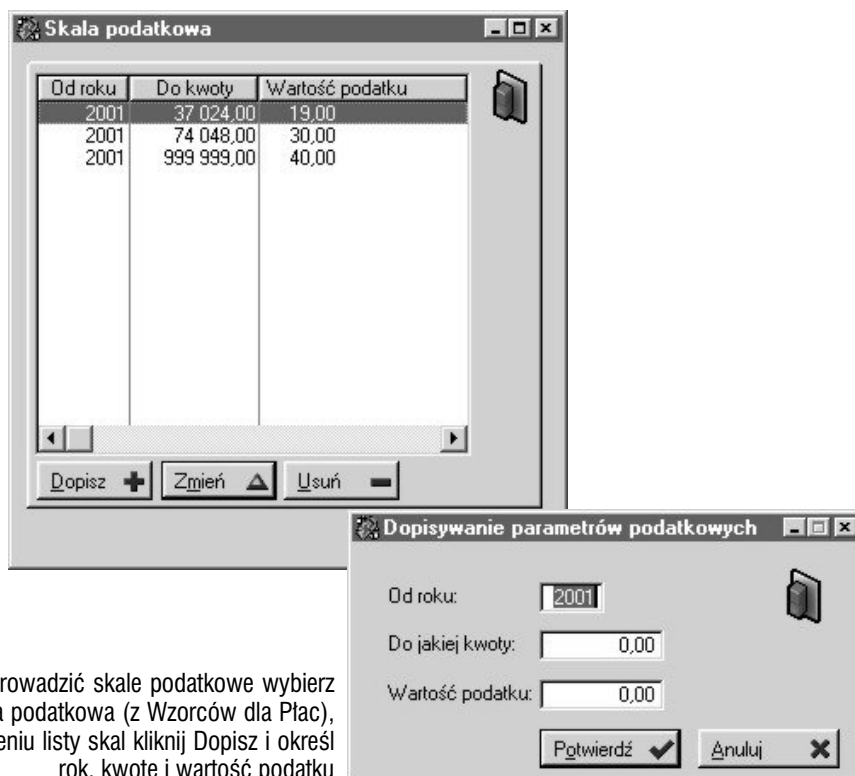 Skala podatkowa
Od roku Do kwoty Wartość podatku
2001 37 024,00 19,00
2001 74 048,00 30,00
2001 999 999,00 40,00
Dopisz Zmień Usuń
Dopisywanie parametrów podatkowych
Od roku: 2001
Do jakiej kwoty: 0,00
Wartość podatku: 0,00
Potwierdź Anuluj
rowadzić skale podatkowe wybierz
a podatkowa (z Wzorców dla Płac),
eniu listy skal kliknij Dopisz i określ
rok, kwotę i wartość podatku